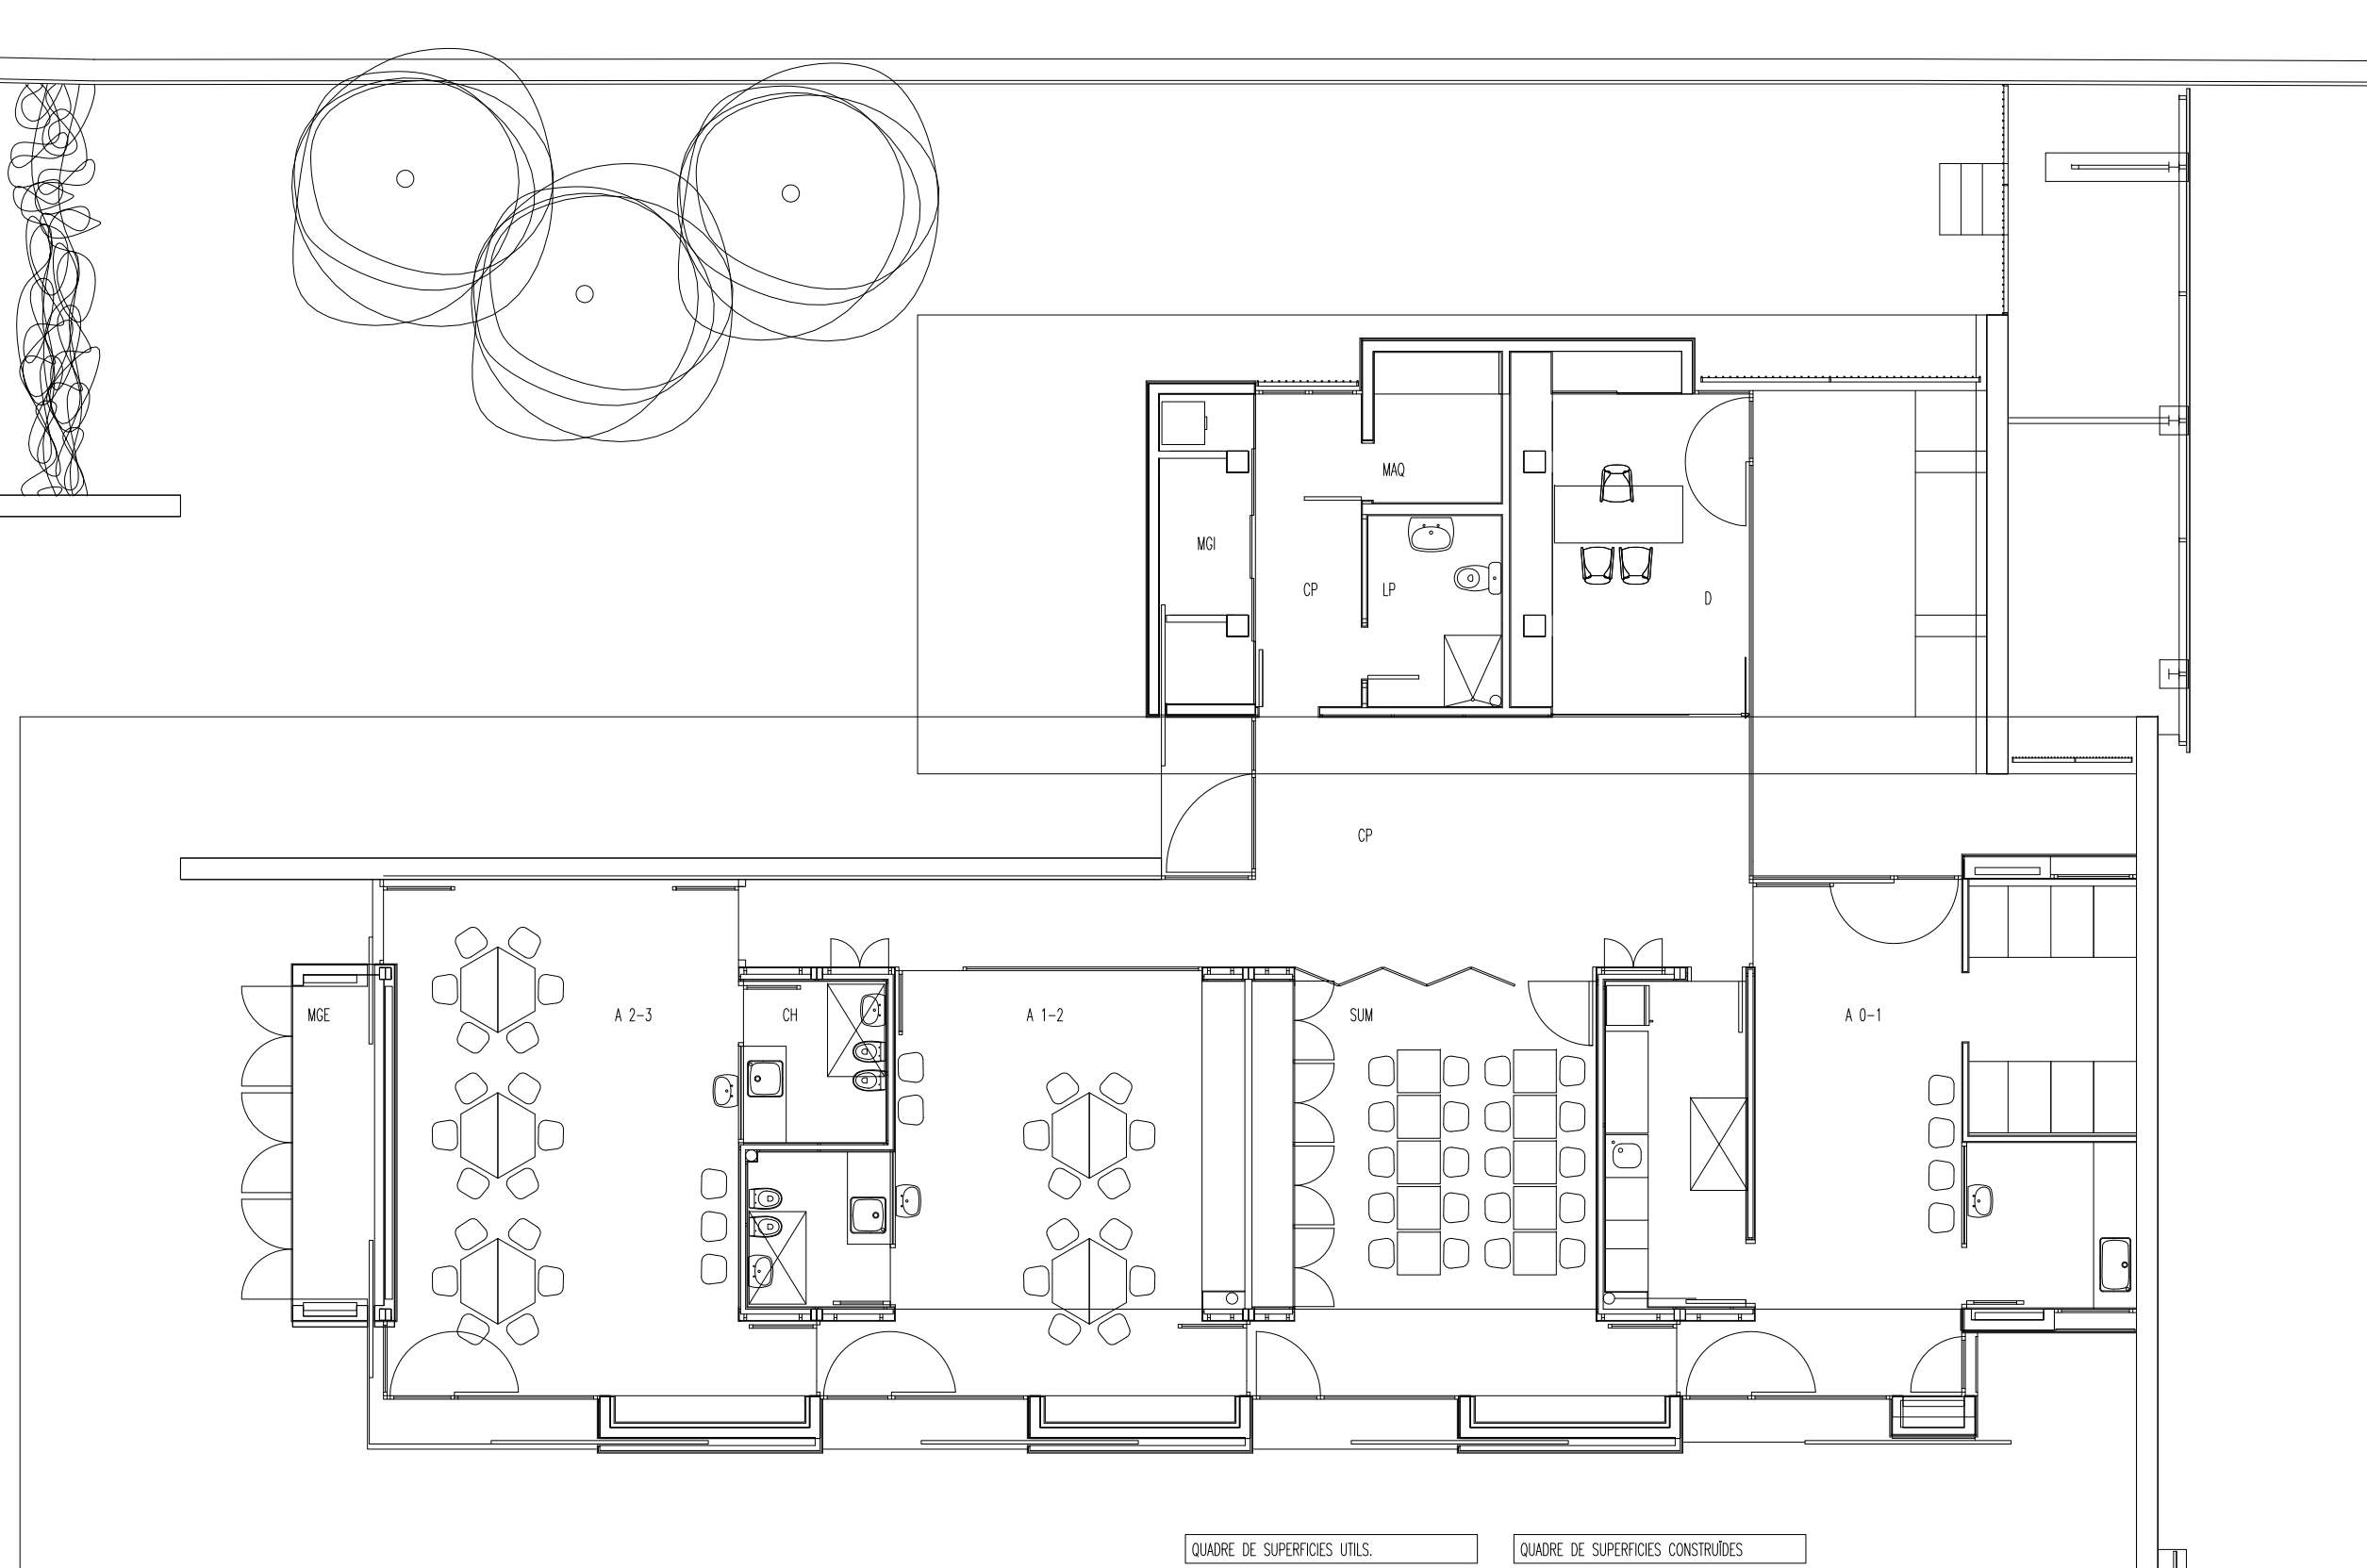 MAQ
MGI
CP
LP
D
CP
MGE
A 2-3
CH
A 1-2
SUM
A 0-1
QUADRE DE SUPERFICIES UTILS.
QUADRE DE SUPERFICIES CONSTRUÏDES